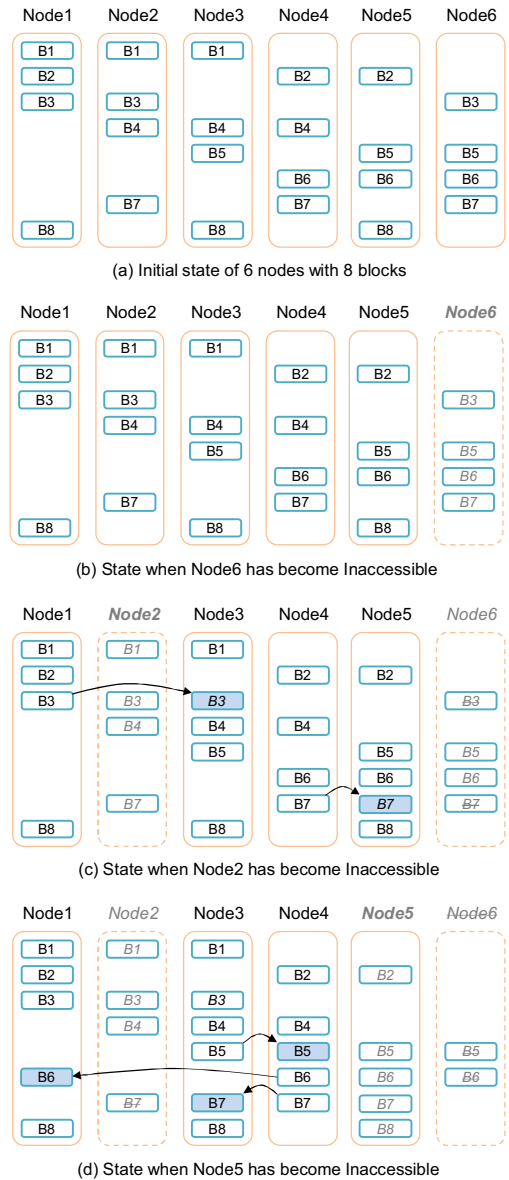 Node1 Node2 Node3 Node4 Node5 Node6
B1 B1 B1
B2 B2 B2
B3 B3 B3
B4 B4 B4
B5 B5 B5
B6 B6 B6
B7 B7 B7
B8 B8 B8
(a) Initial state of 6 nodes with 8 blocks
Node1 Node2 Node3 Node4 Node5 Node6
B1 B1 B1
B2 B2 B2
B3 B3 B3
B4 B4 B4
B5 B5 B5
B6 B6 B6
B7 B7 B7
B8 B8 B8
(b) State when Node6 has become Inaccessible
Node1 Node2 Node3 Node4 Node5 Node6
B1 B1 B1
B2 B2 B2
B3 B3 B3 B3
B4 B4 B4
B5 B5 B5
B6 B6 B6
B7 B7 B7 B7
B8 B8 B8
(c) State when Node2 has become Inaccessible
Node1 Node2 Node3 Node4 Node5 Node6
B1 B1 B1
B2 B2 B2
B3 B3 B3
B4 B4 B4
B5 B5 B5 B5
B6 B6 B6 B6
B7 B7 B7 B7
B8 B8 B8
(d) State when Node5 has become Inaccessible